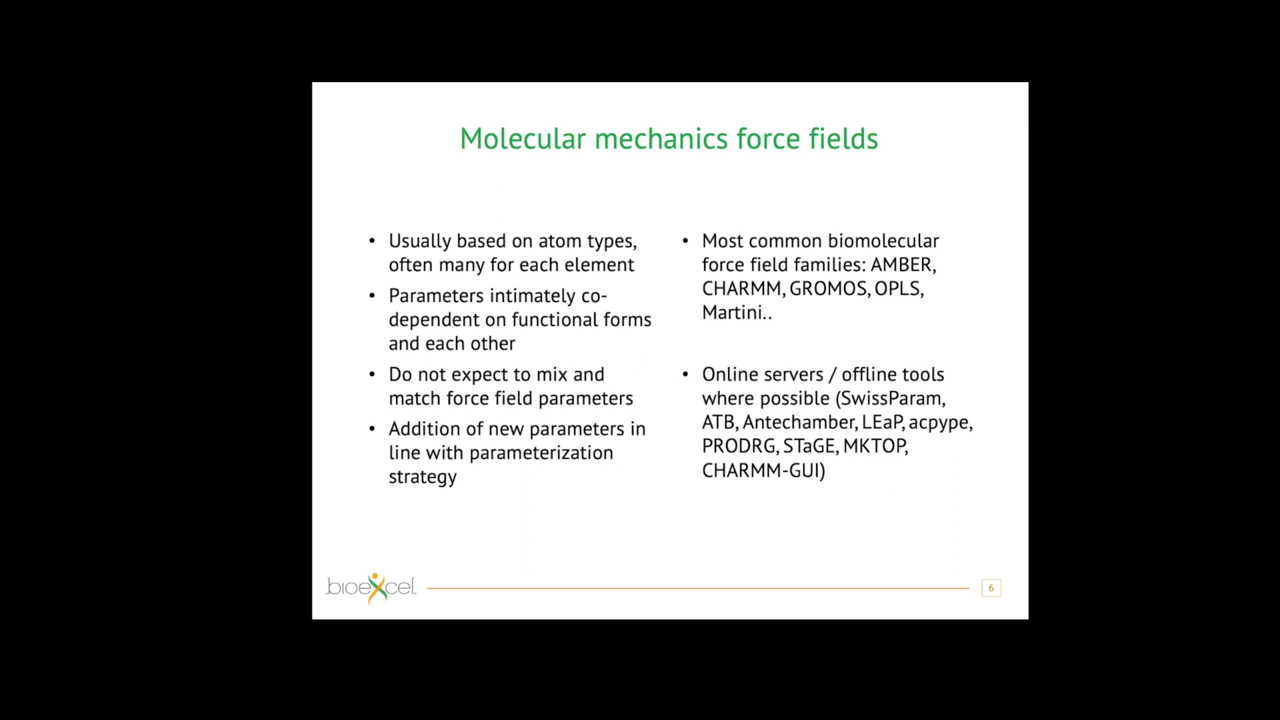 Molecular mechanics force fields
• Usually based on atom types,
often many for each element
• Parameters intimately co-
dependent on functional forms
and each other
• Do not expect to mix and
match force field parameters
• Addition of new parameters in
line with parameterization
strategy
• Most common biomolecular
force field families: AMBER,
CHARMM, GROMOS, OPLS,
Martini..
• Online servers / offline tools
where possible (SwissParam,
ATB, Antechamber, LEaP, acpype,
PRODRG, STaGE, MKTOP,
CHARMM-GUI)
bioexcel
6